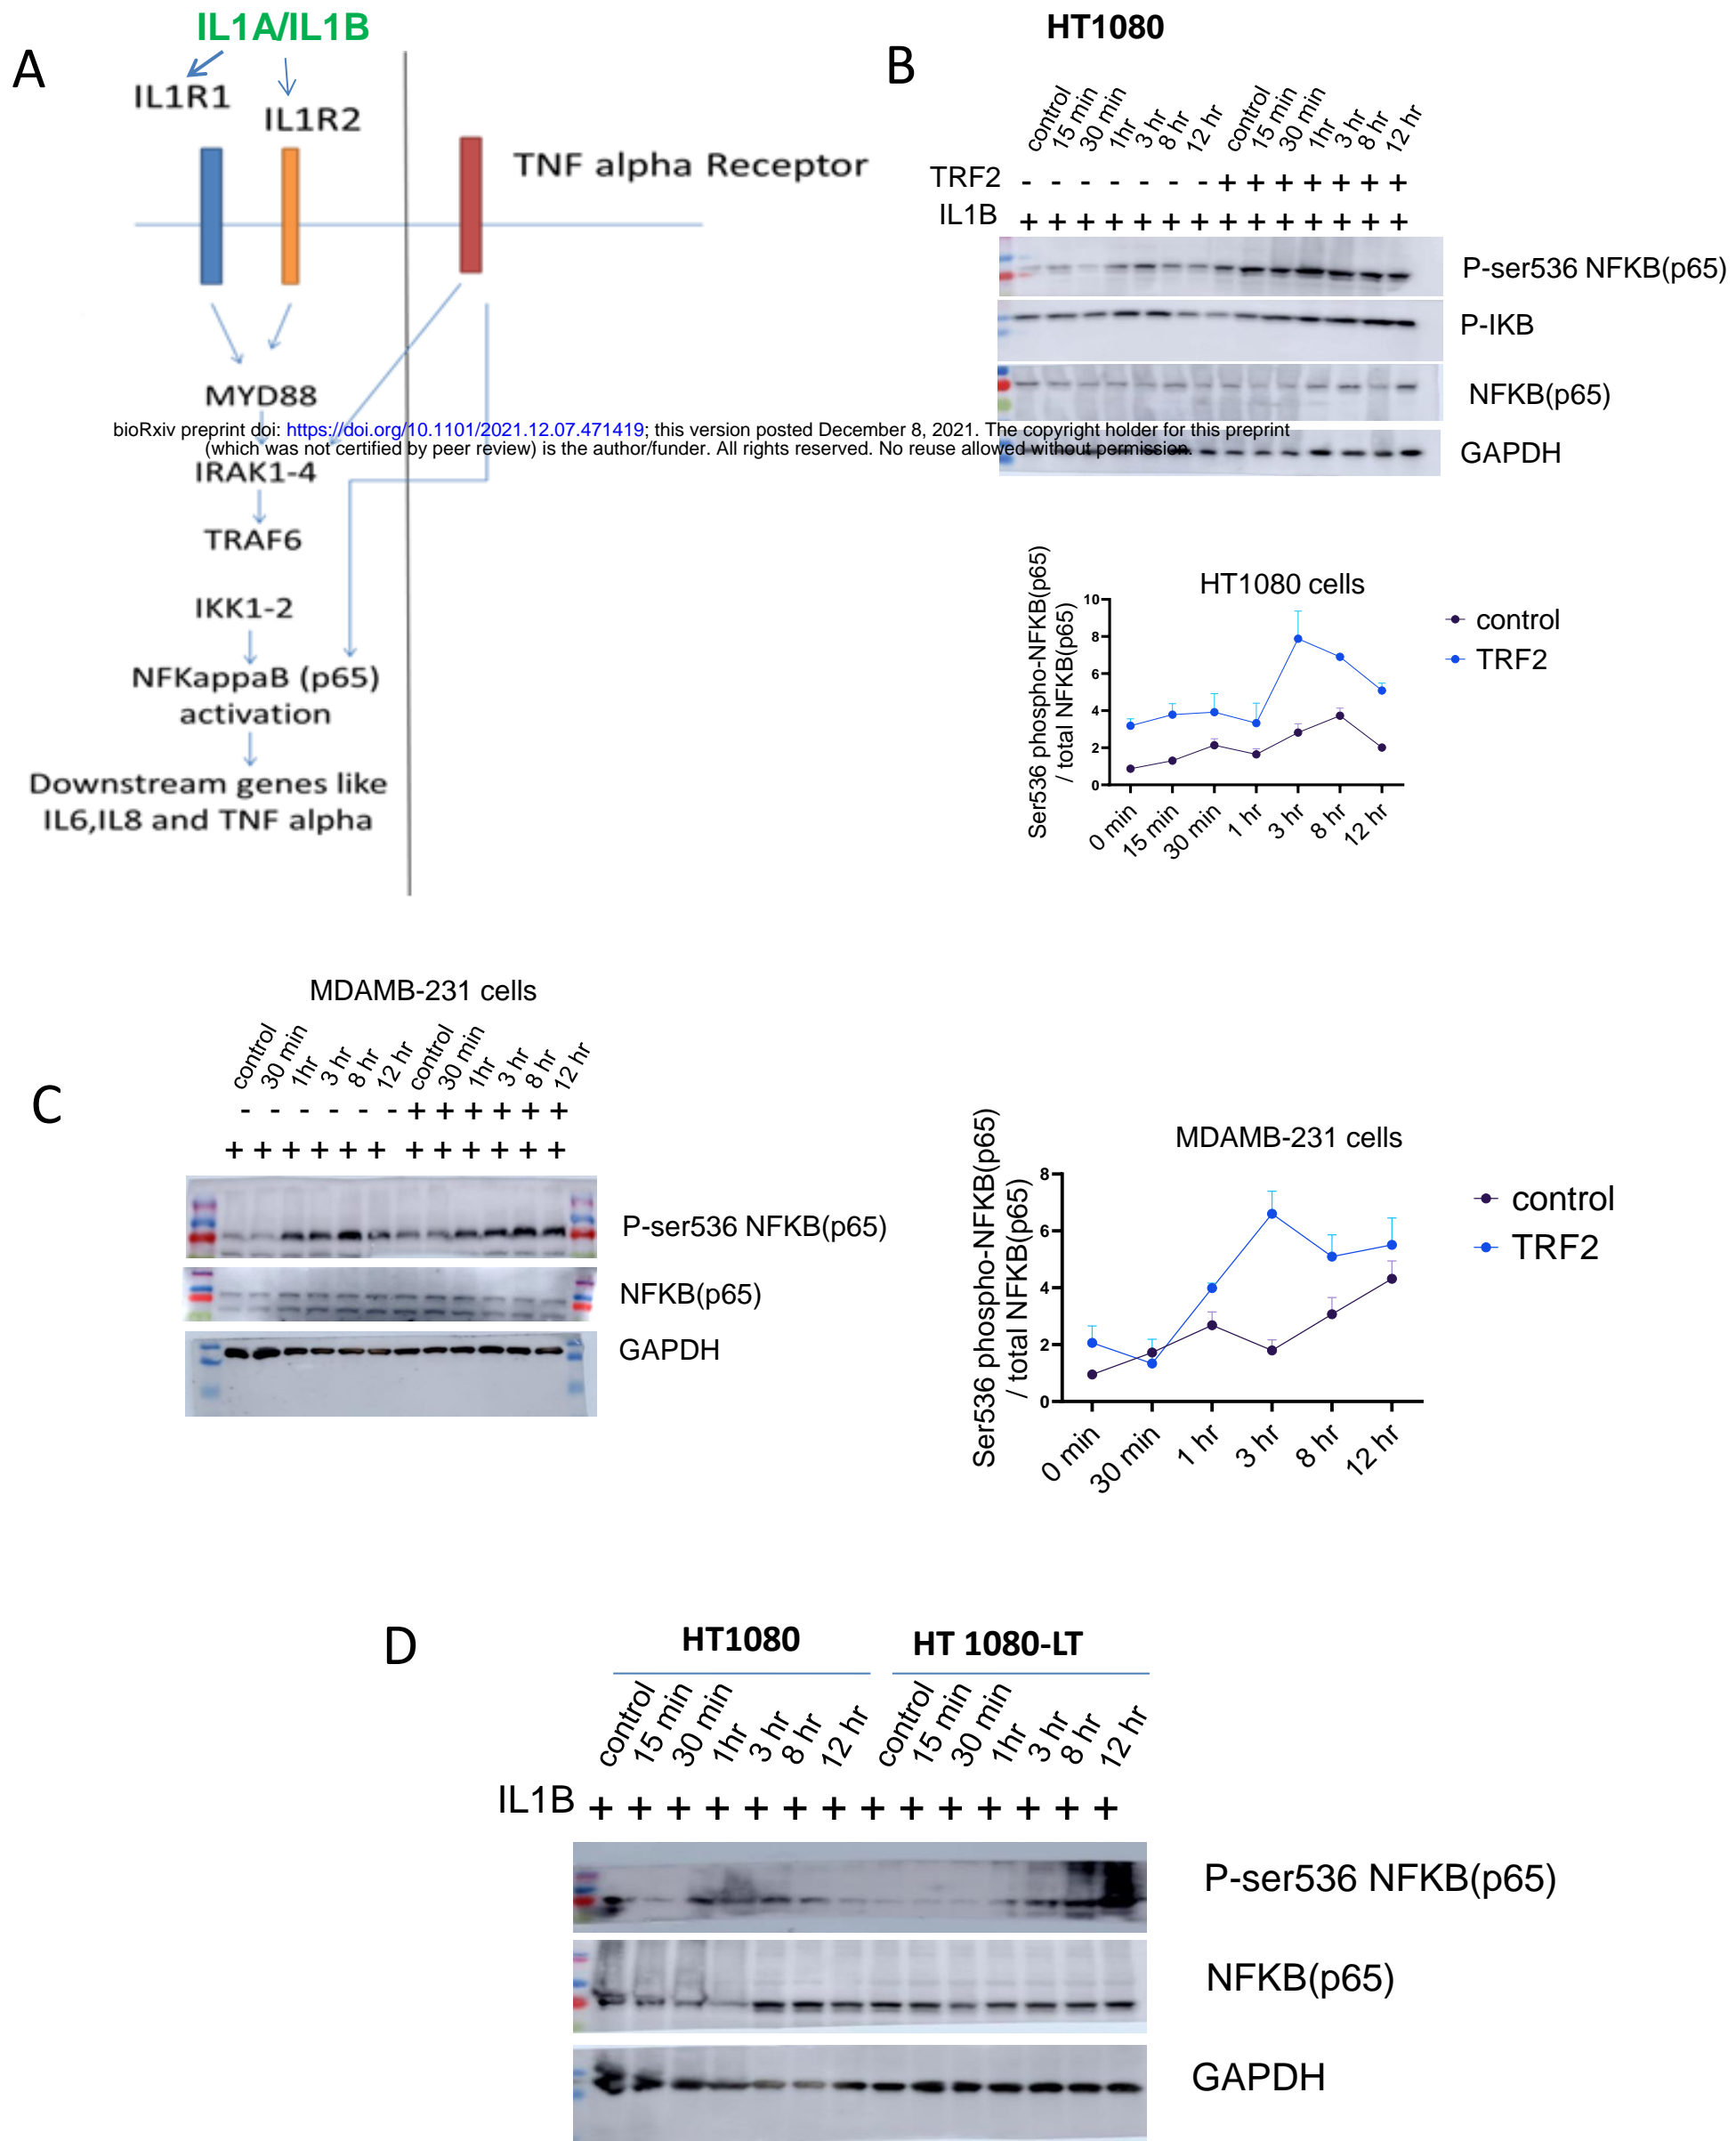 IL1A/IL1B
A
IL1R1
IL1R2
TNF alpha Receptor
MYD88
IRAK1-4
TRAF6
IKK1-2
NFKappaB (p65)
activation
Downstream genes like
IL6,IL8 and TNF alpha
bioRxiv preprint doi: https://doi.org/10.1101/2021.12.07.471419; this version posted December 8, 2021. The copyright holder for this preprint
(which was not certified by peer review) is the author/funder. All rights reserved. No reuse allowed without permission.
HT1080
B
control 15 min 30 min 1hr 3 hr 8 hr 12 hr control 15 min 30 min 1hr 3 hr 8 hr 12 hr
TRF2 - - - - - - - + + + + + + +
IL1B + + + + + + + + + + + + + +
P-ser536 NFKB(p65)
P-IKB
NFKB(p65)
GAPDH
HT1080 cells
Ser536 phospho-NFKB(p65)
/ total NFKB(p65)
10
8
6
4
2
0
0 min 15 min 30 min 1 hr 3 hr 8 hr 12 hr
control
TRF2
C
MDAMB-231 cells
control 30 min 1hr 3 hr 8 hr 12 hr control 30 min 1hr 3 hr 8 hr 12 hr
- - - - - - + + + + + +
+ + + + + + + + + + + +
P-ser536 NFKB(p65)
NFKB(p65)
GAPDH
MDAMB-231 cells
Ser536 phospho-NFKB(p65)
/ total NFKB(p65)
8
6
4
2
0
0 min 30 min 1 hr 3 hr 8 hr 12 hr
control
TRF2
D
HT1080
HT 1080-LT
control 15 min 30 min 1hr 3 hr 8 hr 12 hr control 15 min 30 min 1hr 3 hr 8 hr 12 hr
IL1B + + + + + + + + + + + + + +
P-ser536 NFKB(p65)
NFKB(p65)
GAPDH